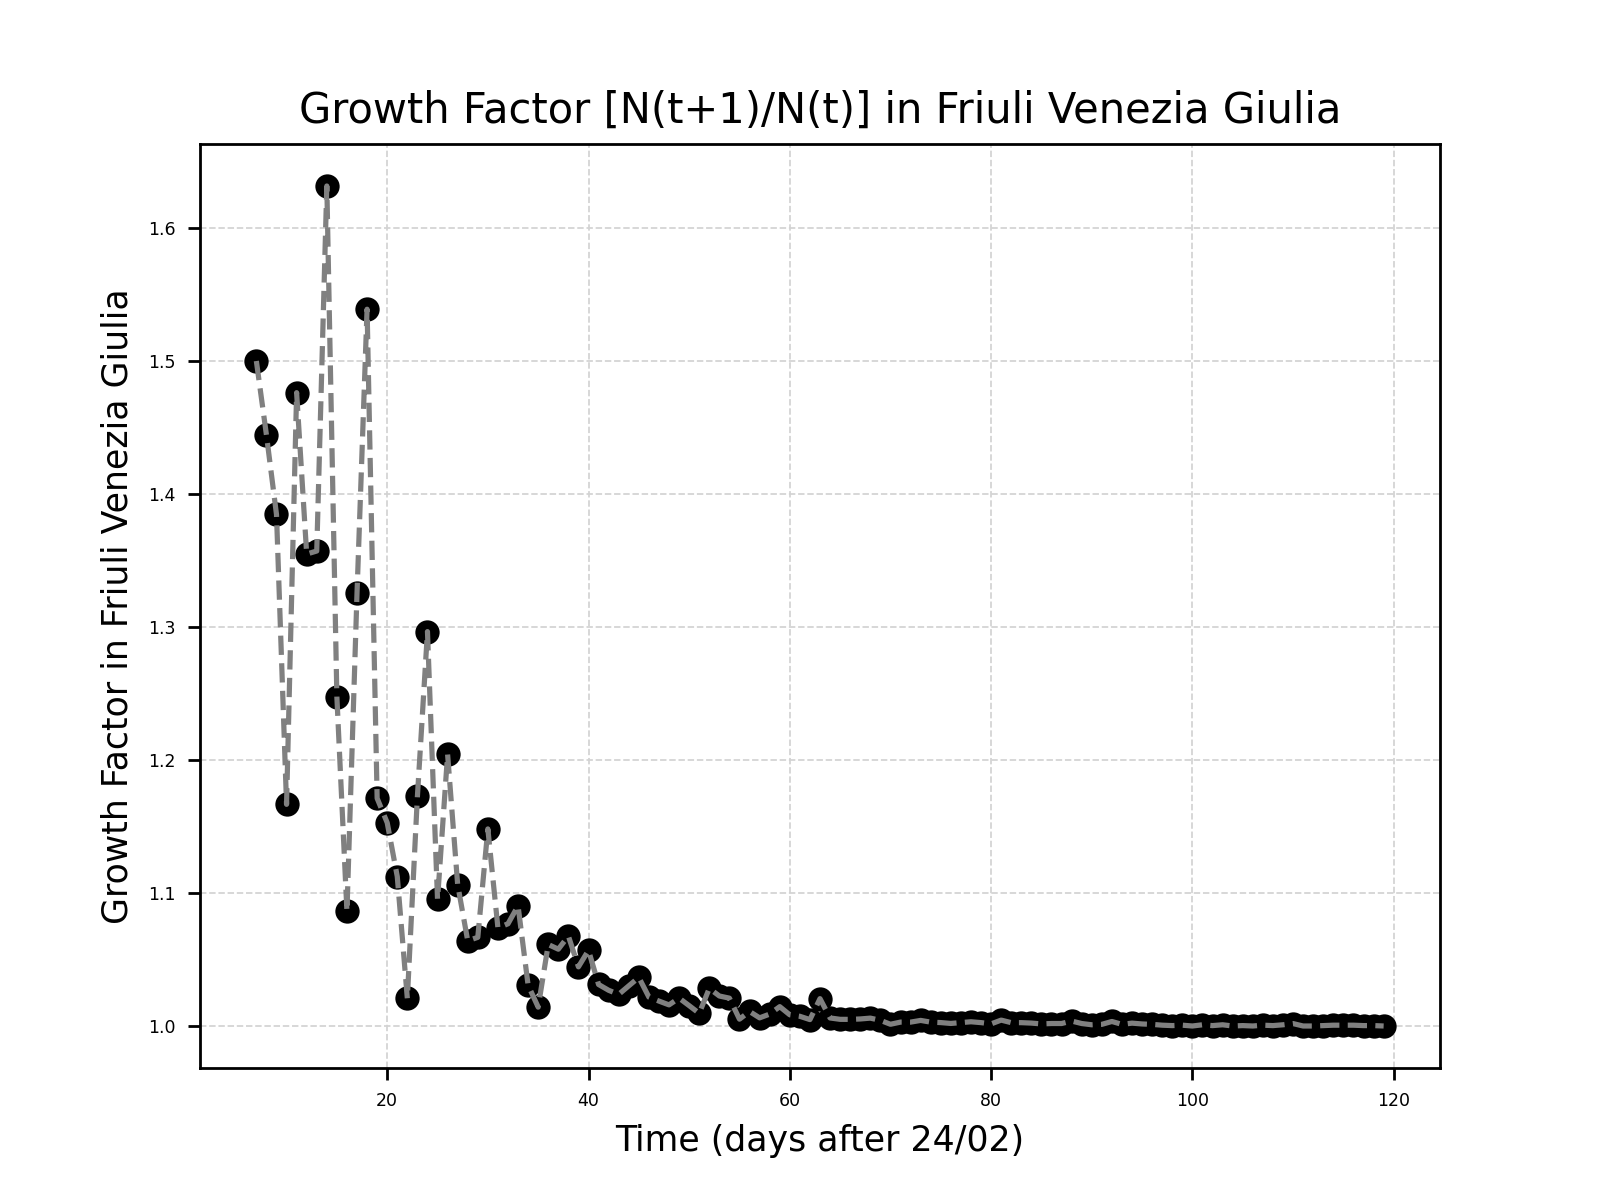 Growth Factor [N(t+1)/N(t)] in Friuli Venezia Giulia
Growth Factor in Friuli Venezia Giulia
1.6
1.5
1.4
1.3
1.2
1.1
1.0
20 40 60 80 100 120
Time (days after 24/02)